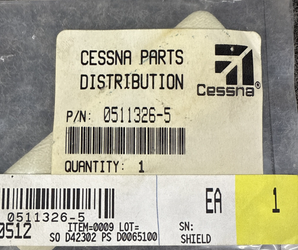 CESSNA PARTS
DISTRIBUTION
Cessna®
P/N: 0511326-5
QUANTITY: 1
0511326-5
EA
1
0512
ITEM=0009 LOT=
SO D42302 PS D0065100
SN:
SHIELD